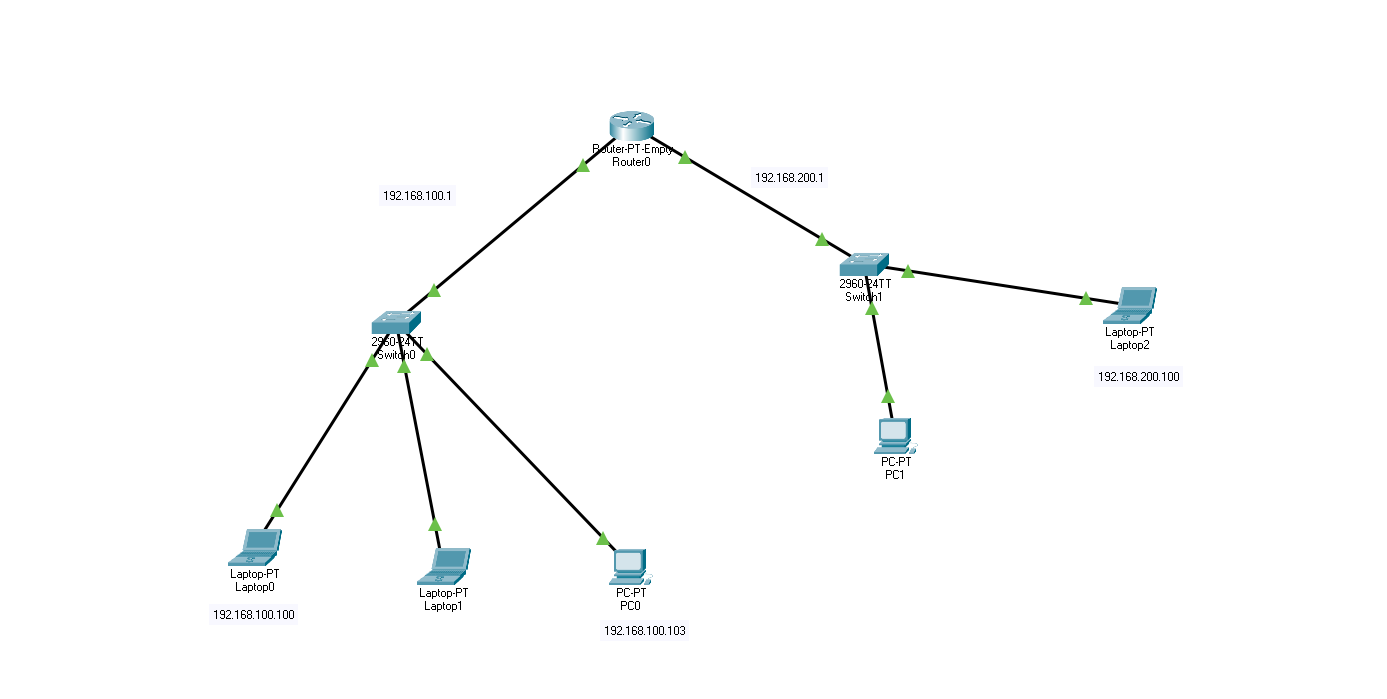 Router-PT-Empty
Router0
192.168.100.1
192.168.200.1
2960-24TT
Switch1
2960-24TT
Switch0
Laptop-PT
Laptop2
192.168.200.100
PC-PT
PC1
Laptop-PT
Laptop0
192.168.100.100
Laptop-PT
Laptop1
PC-PT
PC0
192.168.100.103